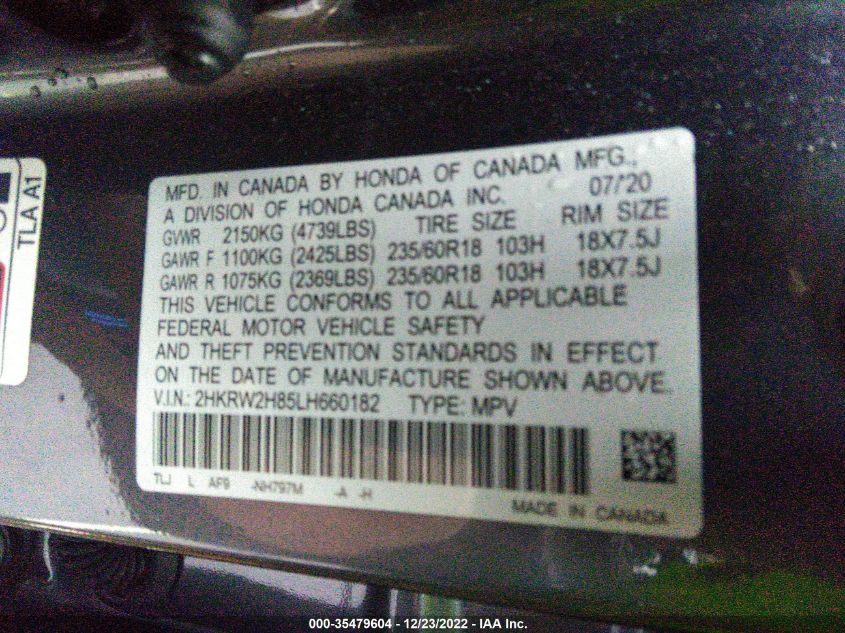 TLA A1
MFD. IN CANADA BY HONDA OF CANADA MFG.,
A DIVISION OF HONDA CANADA INC. 07/'20
GVWR 2150KG (4739LBS) TIRE SIZE RIM SIZE
GAWR F 1100KG (2425LBS) 235/60R18 103H 18X7.5J
GAWR R 1075KG (2369LBS) 235/60R18 103H 18X7.5J
THIS VEHICLE CONFORMS TO ALL APPLICABLE
FEDERAL MOTOR VEHICLE SAFETY
AND THEFT PREVENTION STANDARDS IN EFFECT
ON THE DATE OF MANUFACTURE SHOWN ABOVE.
V.I.N.: 2HKRW2H85LH660182 TYPE: MPV
TLJ L AF9 -NH797M -A -H
MADE IN CANADA
000-35479604 - 12/23/2022 - IAA Inc.